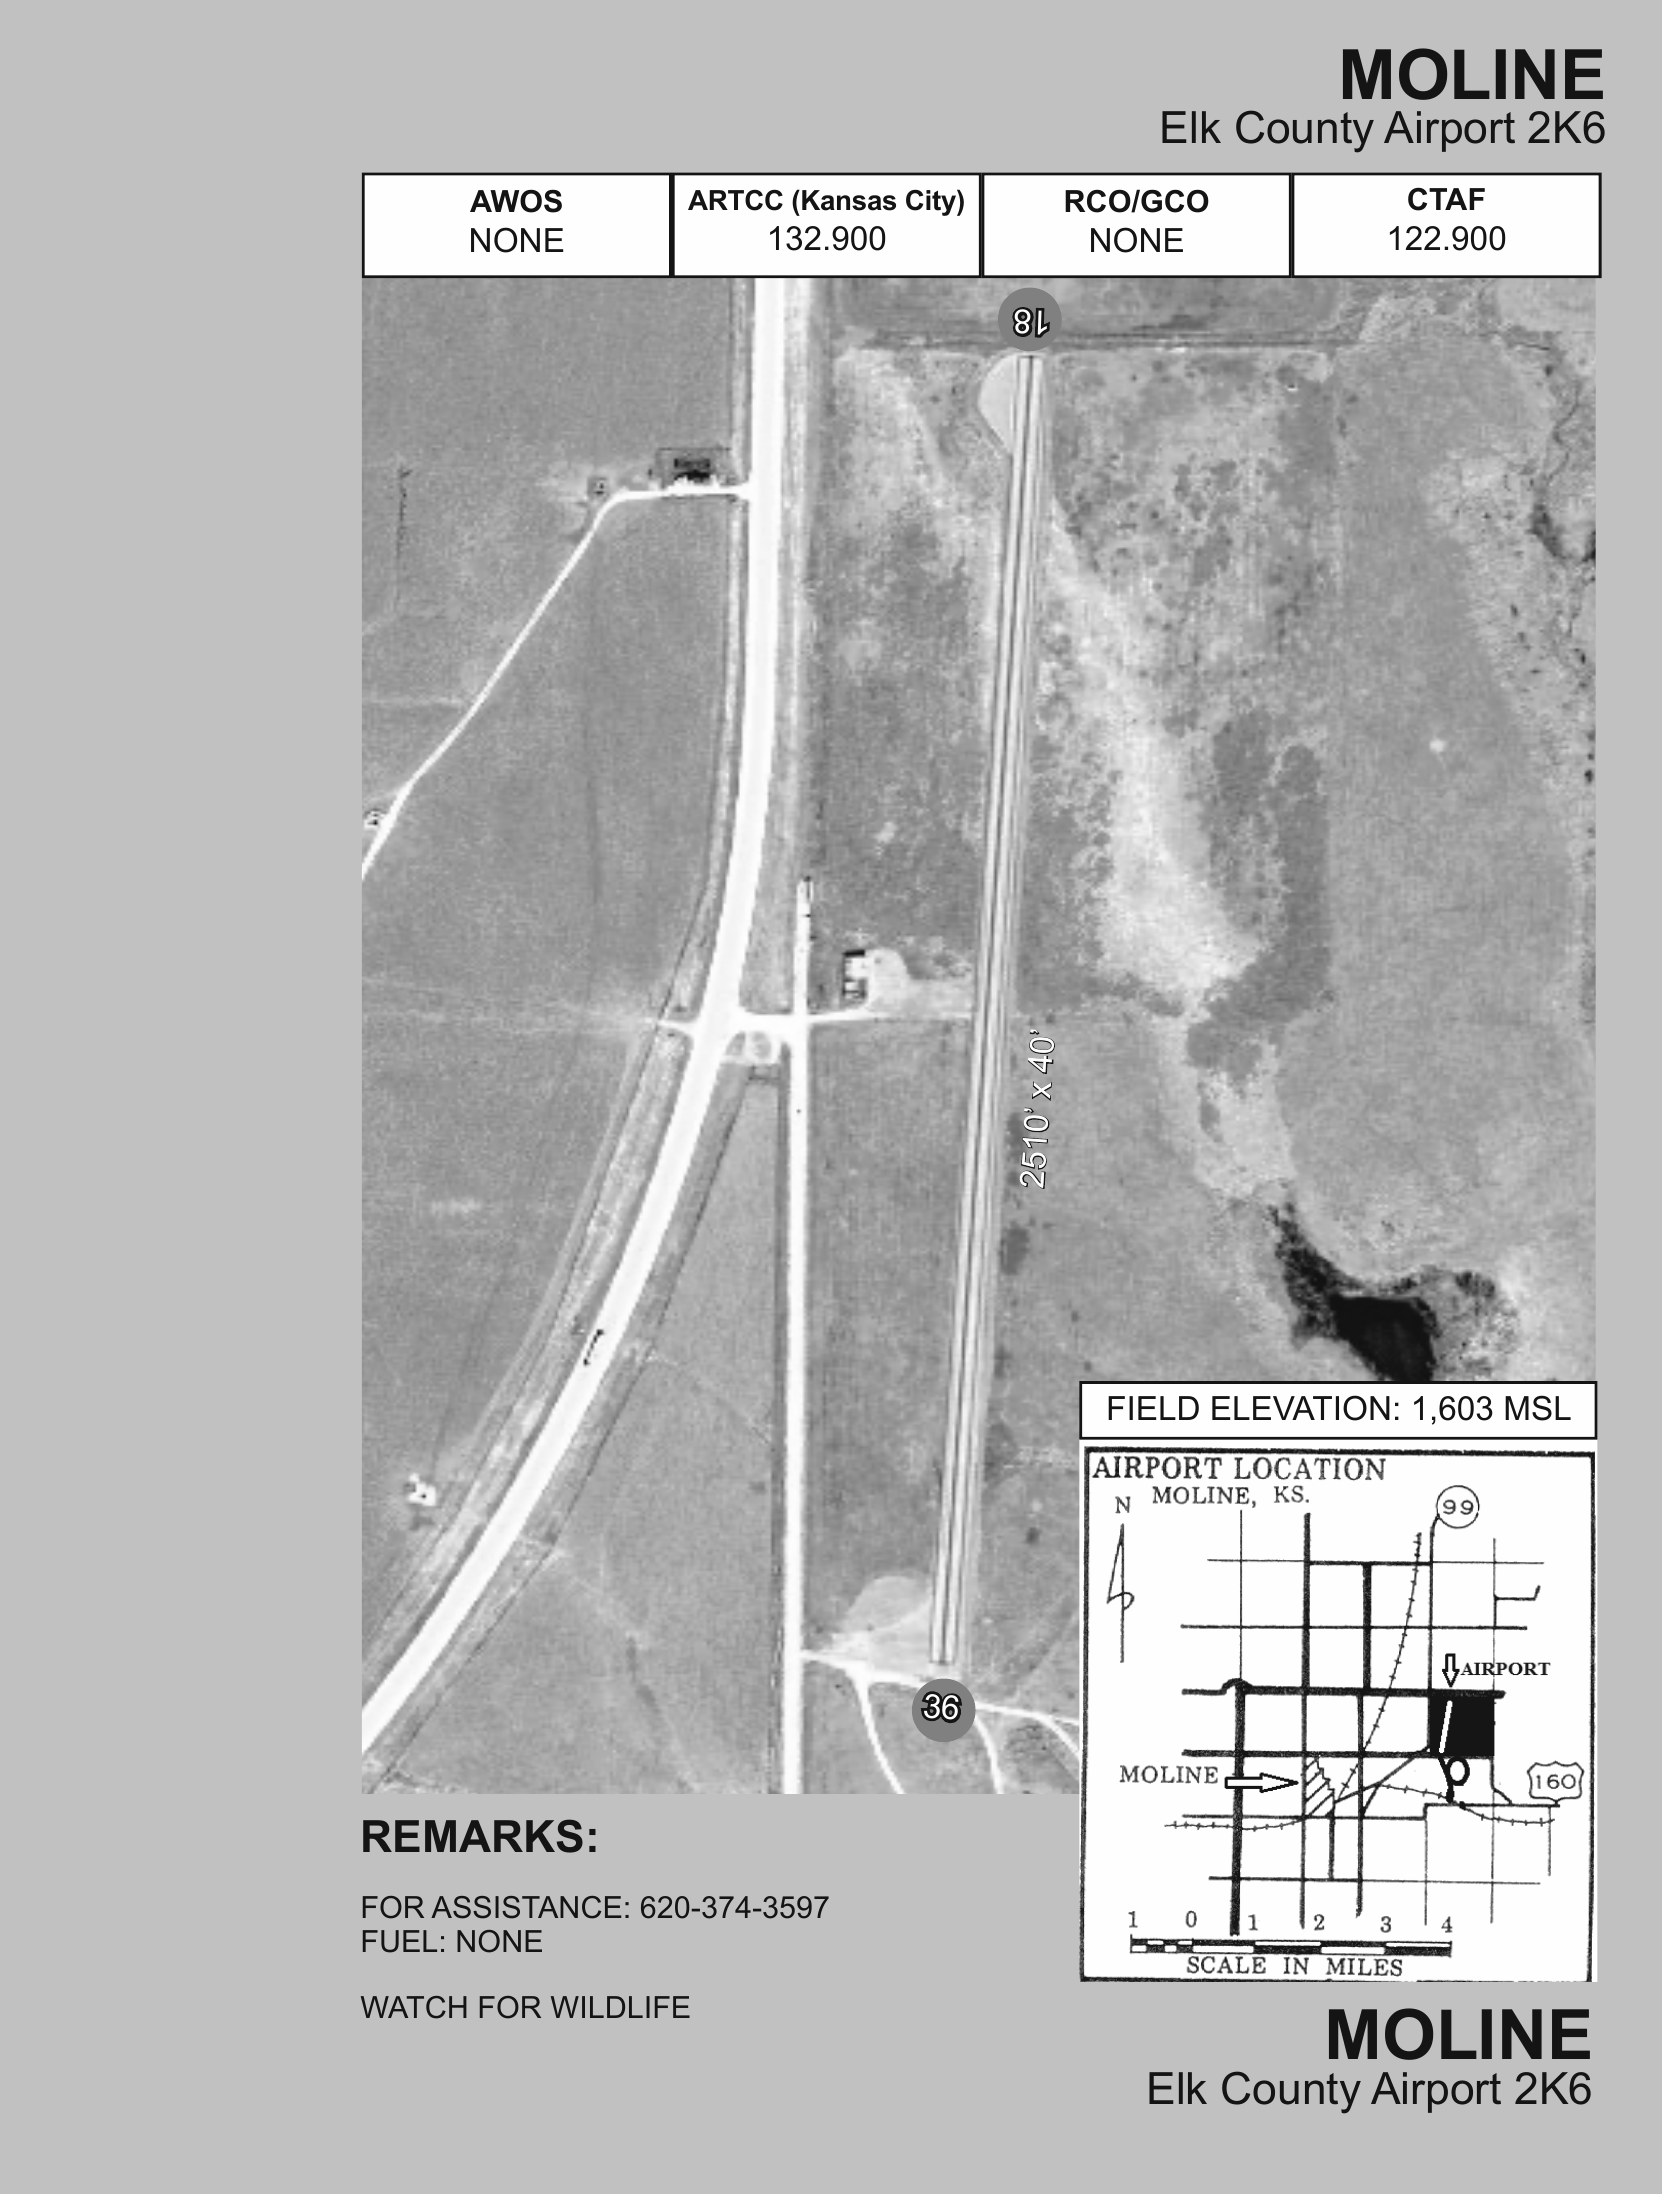 MOLINE
Elk County Airport 2K6
AWOS
NONE
ARTCC (Kansas City)
132.900
RCO/GCO
NONE
CTAF
122.900
18
2510’ x 40’
36
FIELD ELEVATION: 1,603 MSL
AIRPORT LOCATION
MOLINE, KS.
N
99
AIRPORT
MOLINE
160
1 0 1 2 3 4
SCALE IN MILES
REMARKS:
FOR ASSISTANCE: 620-374-3597
FUEL: NONE
WATCH FOR WILDLIFE
MOLINE
Elk County Airport 2K6